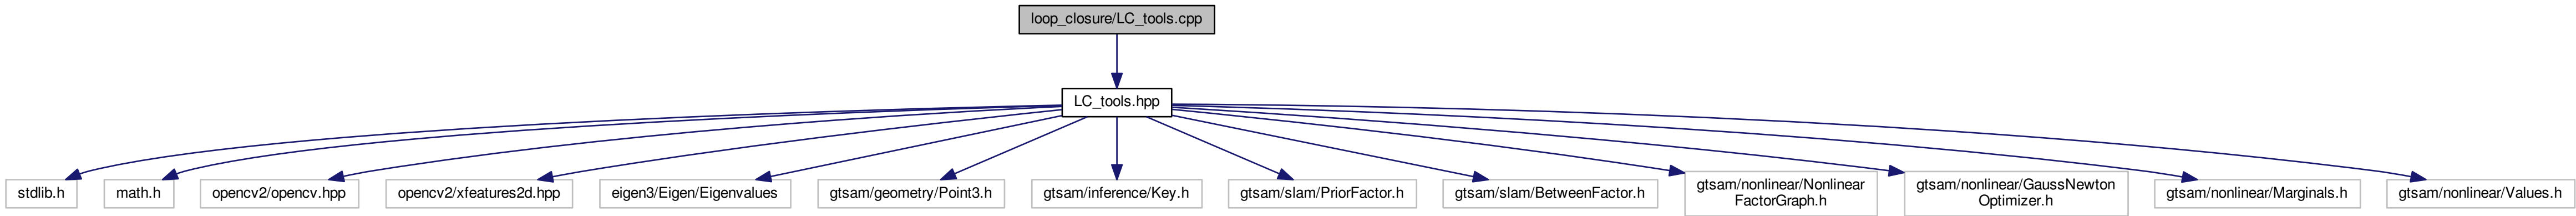 loop_closure/LC_tools.cpp
LC_tools.hpp
stdlib.h
math.h
opencv2/opencv.hpp
opencv2/xfeatures2d.hpp
eigen3/Eigen/Eigenvalues
gtsam/geometry/Point3.h
gtsam/inference/Key.h
gtsam/slam/PriorFactor.h
gtsam/slam/BetweenFactor.h
gtsam/nonlinear/Nonlinear
FactorGraph.h
gtsam/nonlinear/GaussNewton
Optimizer.h
gtsam/nonlinear/Marginals.h
gtsam/nonlinear/Values.h